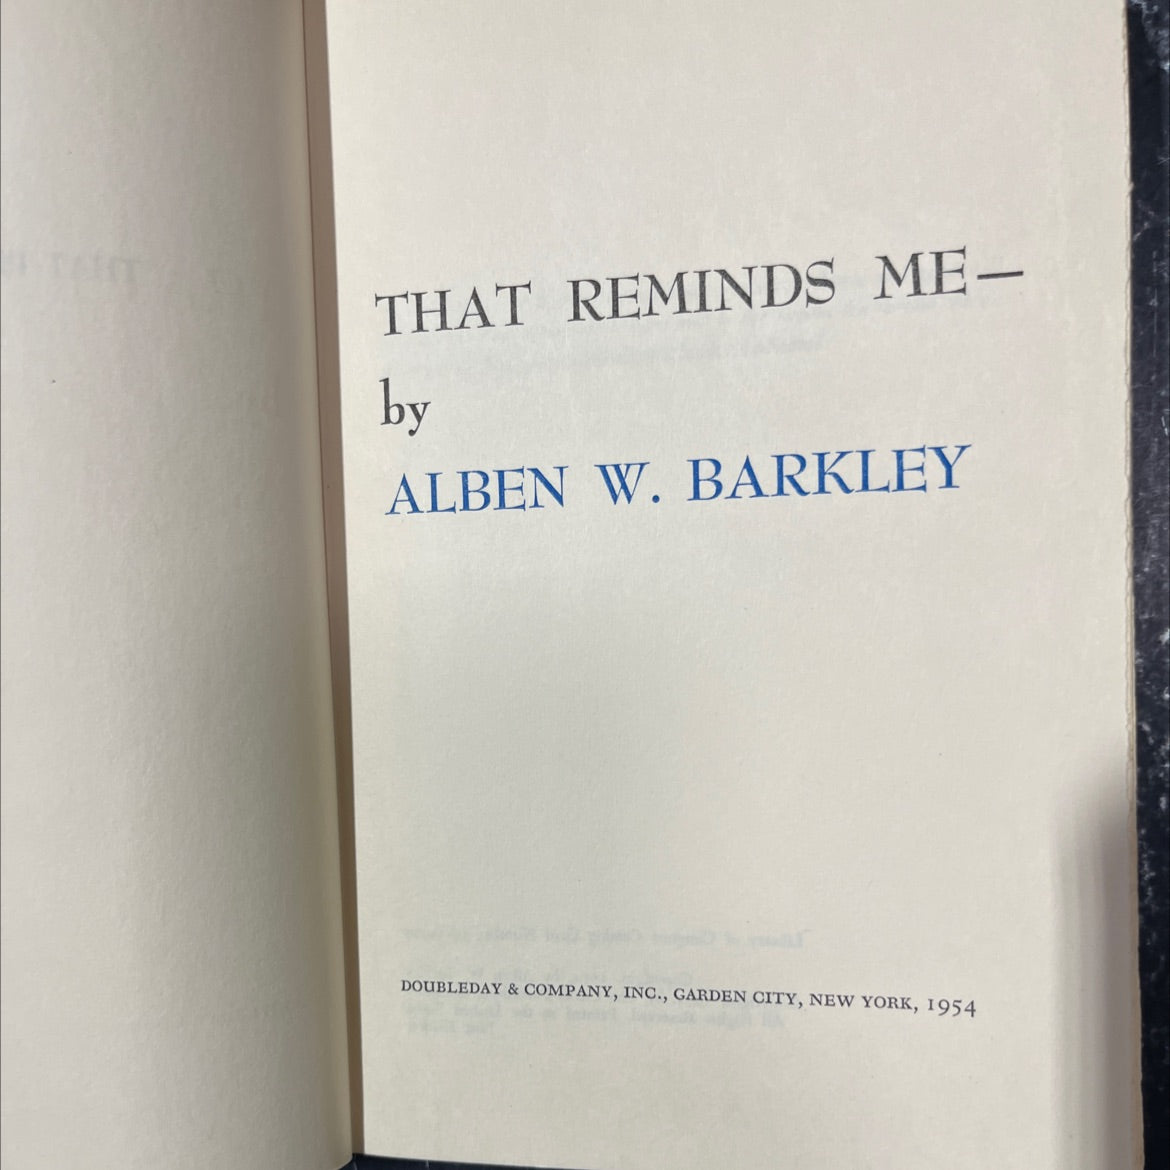 THAT REMINDS ME—
by
ALBEN W. BARKLEY
DOUBLEDAY & COMPANY, INC., GARDEN CITY, NEW YORK, 1954